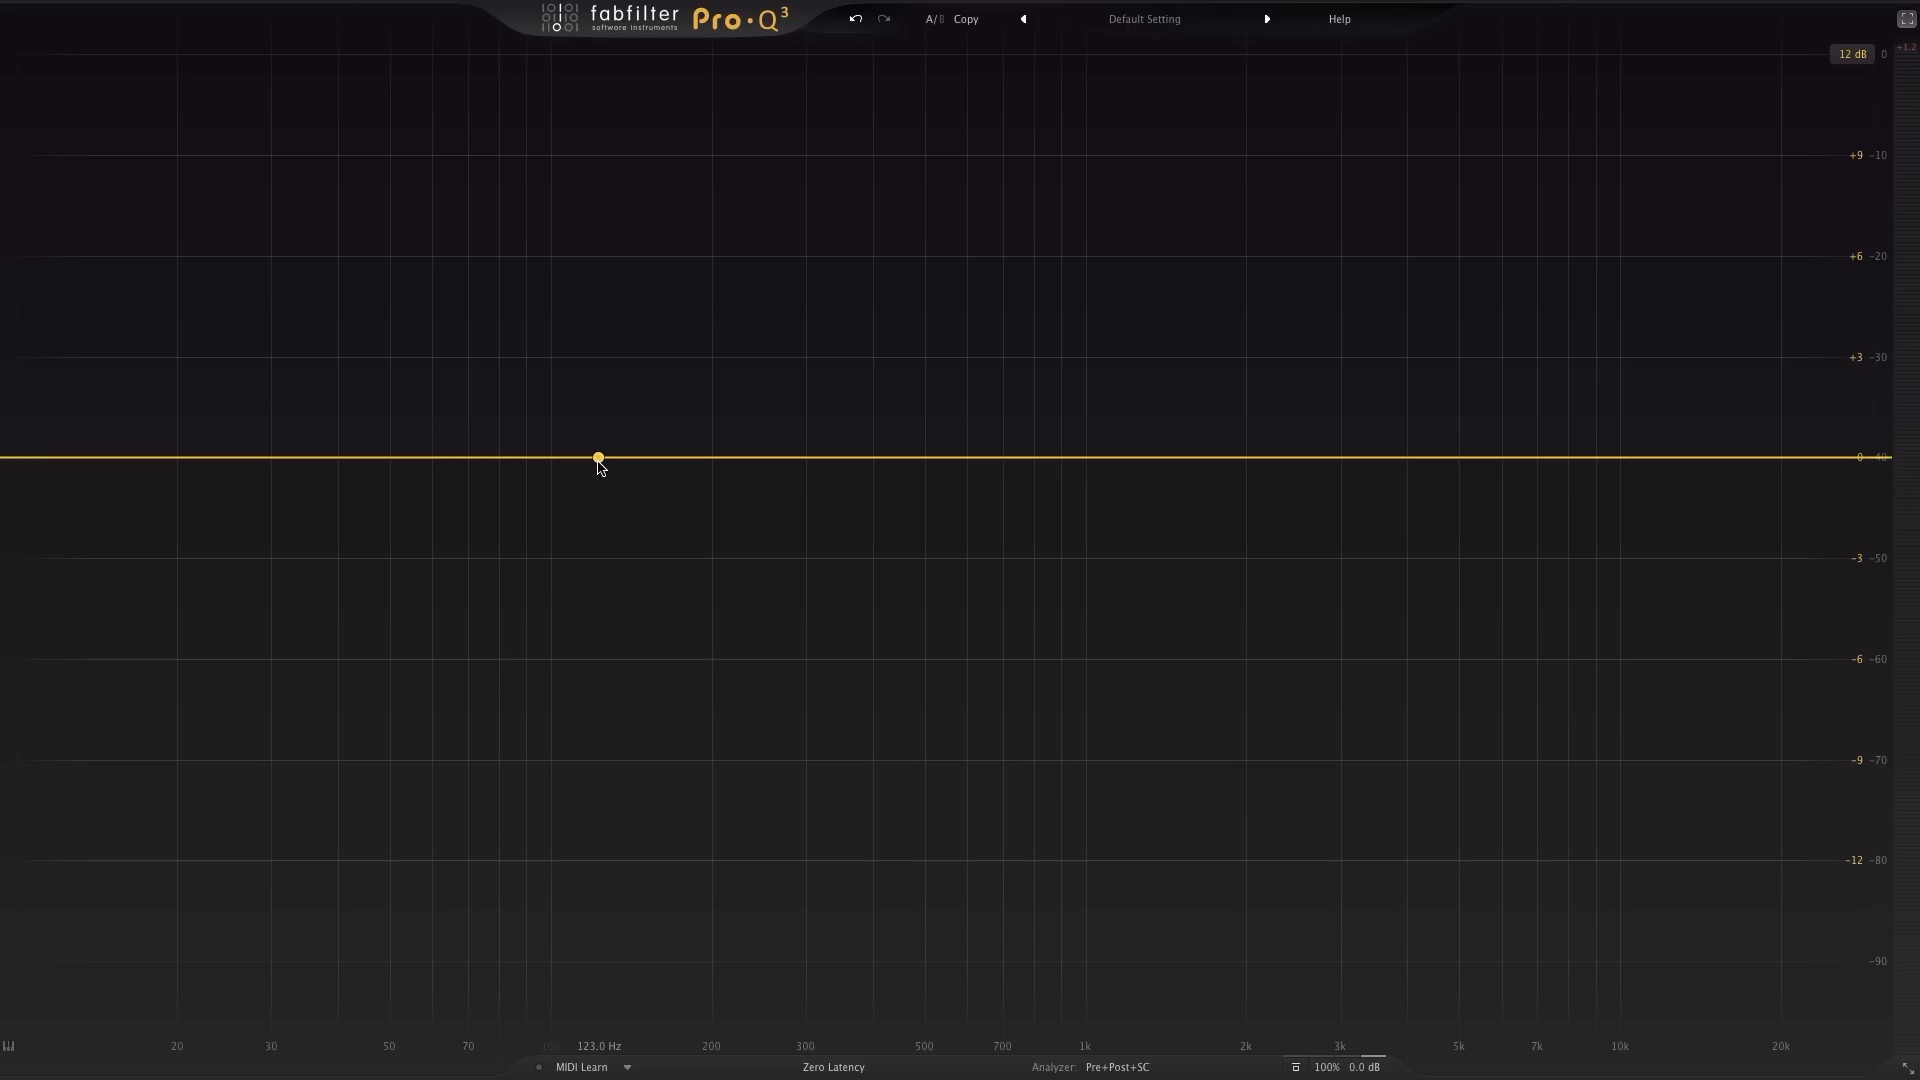 fabfilter
software instruments
Pro·Q3
A/B Copy
Default Setting
Help
12 dB 0
+1.2
+9 -10
+6 -20
+3 -30
0 -40
-3 -50
-6 -60
-9 -70
-12 -80
-90
20 30 50 70 100 123.0 Hz 200 300 500 700 1k 2k 3k 5k 7k 10k 20k
MIDI Learn
Zero Latency
Analyzer: Pre+Post+SC
100% 0.0 dB